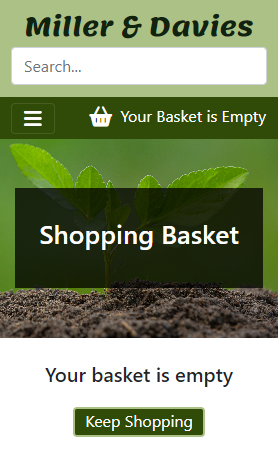 Miller & Davies
Search...
Your Basket is Empty
Shopping Basket
Your basket is empty
Keep Shopping